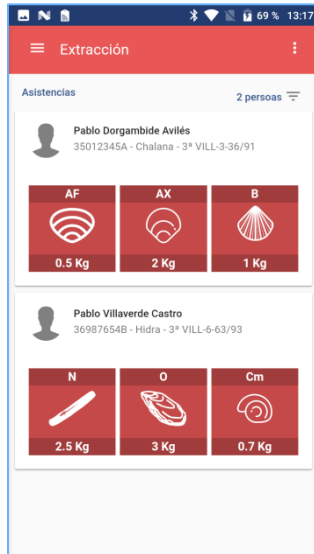 69 % 13:17
Extracción
Asistencias
2 persoas
Pablo Dorgambide Avilés
35012345A - Chalana - 3ª VILL-3-36/91
AF AX B
0.5 Kg 2 Kg 1 Kg
Pablo Villaverde Castro
36987654B - Hidra - 3ª VILL-6-63/93
N O Cm
2.5 Kg 3 Kg 0.7 Kg